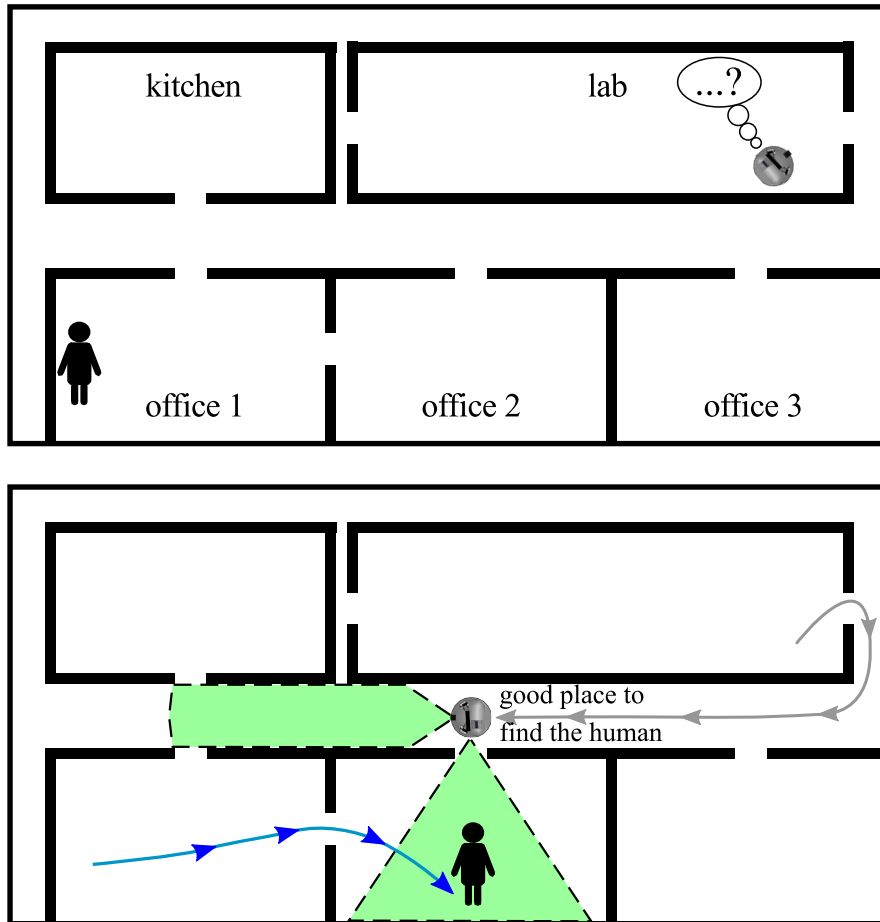 kitchen
lab
...?
office 1
office 2
office 3
good place to
find the human